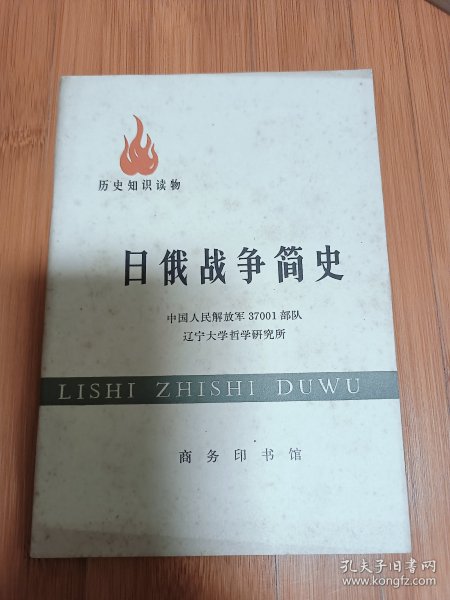 历史知识读物
日俄战争简史
中国人民解放军37001部队
辽宁大学哲学研究所
LISHI ZHISHI DUWU
商务印书馆
孔夫子旧书网
www.kongfz.com